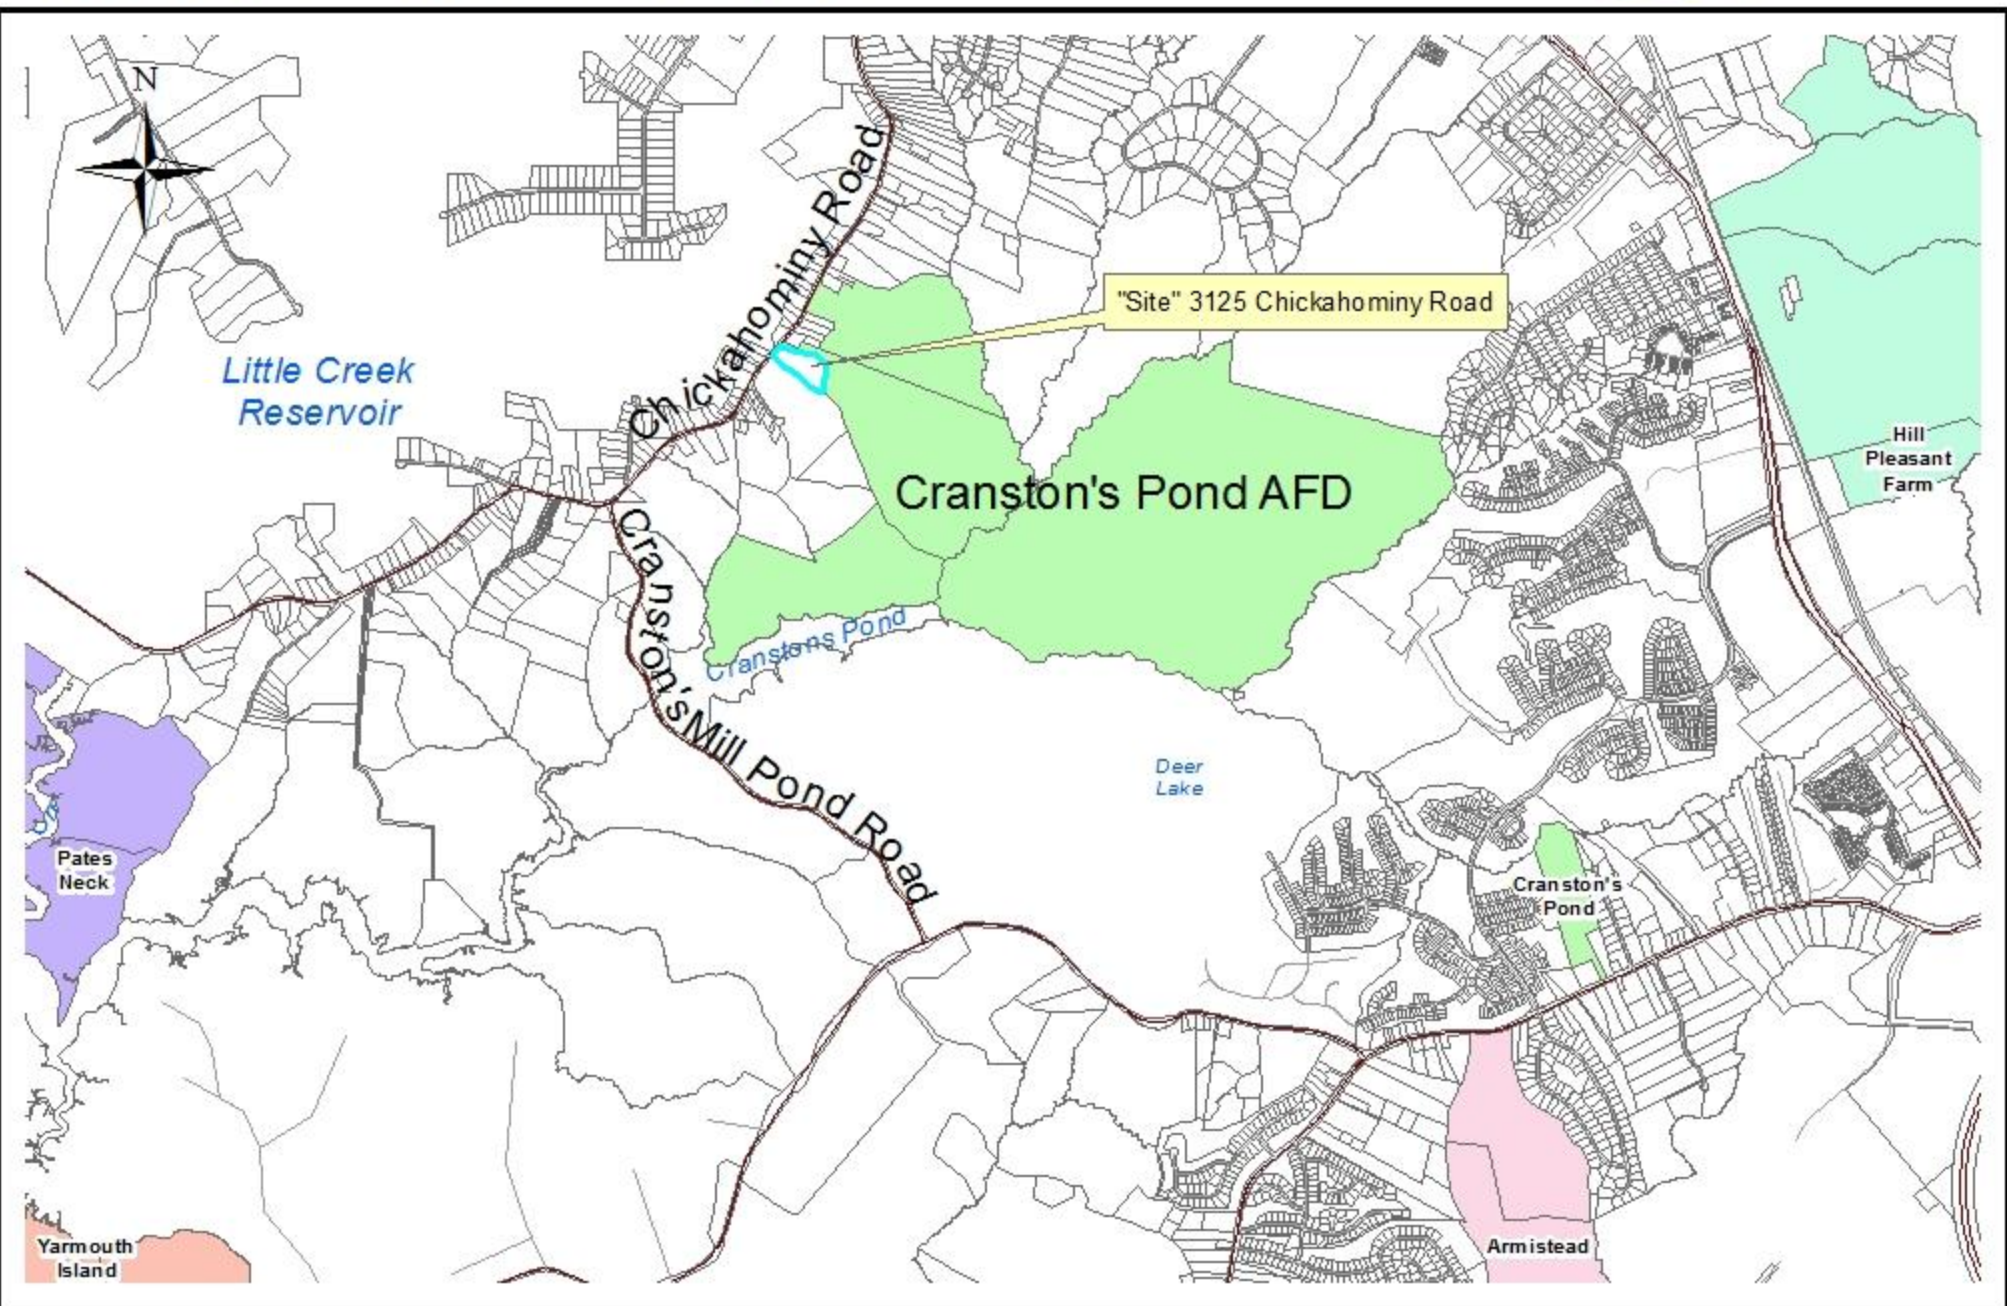 N
Chickahominy Road
"Site" 3125 Chickahominy Road
Little Creek
Reservoir
Hill
Pleasant
Farm
Cranston's Pond AFD
Cranston's Mill Pond Road
Cranstons Pond
Deer
Lake
Pates
Neck
Cranston's
Pond
Yarmouth
Island
Armistead